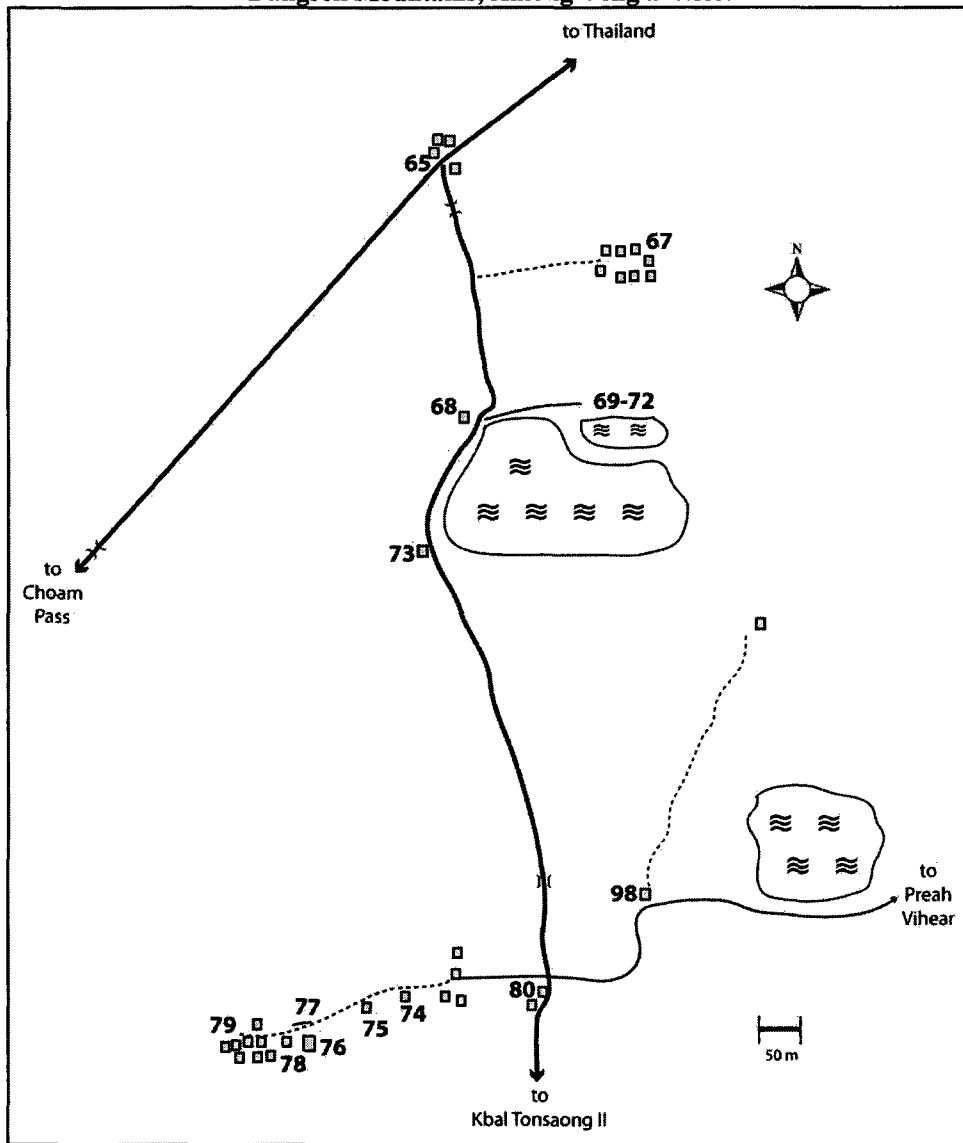 to Thailand
65
67
N
68
69-72
73
to
Choam
Pass
98
to
Preah
Vihear
80
77
74
75
79
76
78
50 m
to
Kbal Tonsaong II